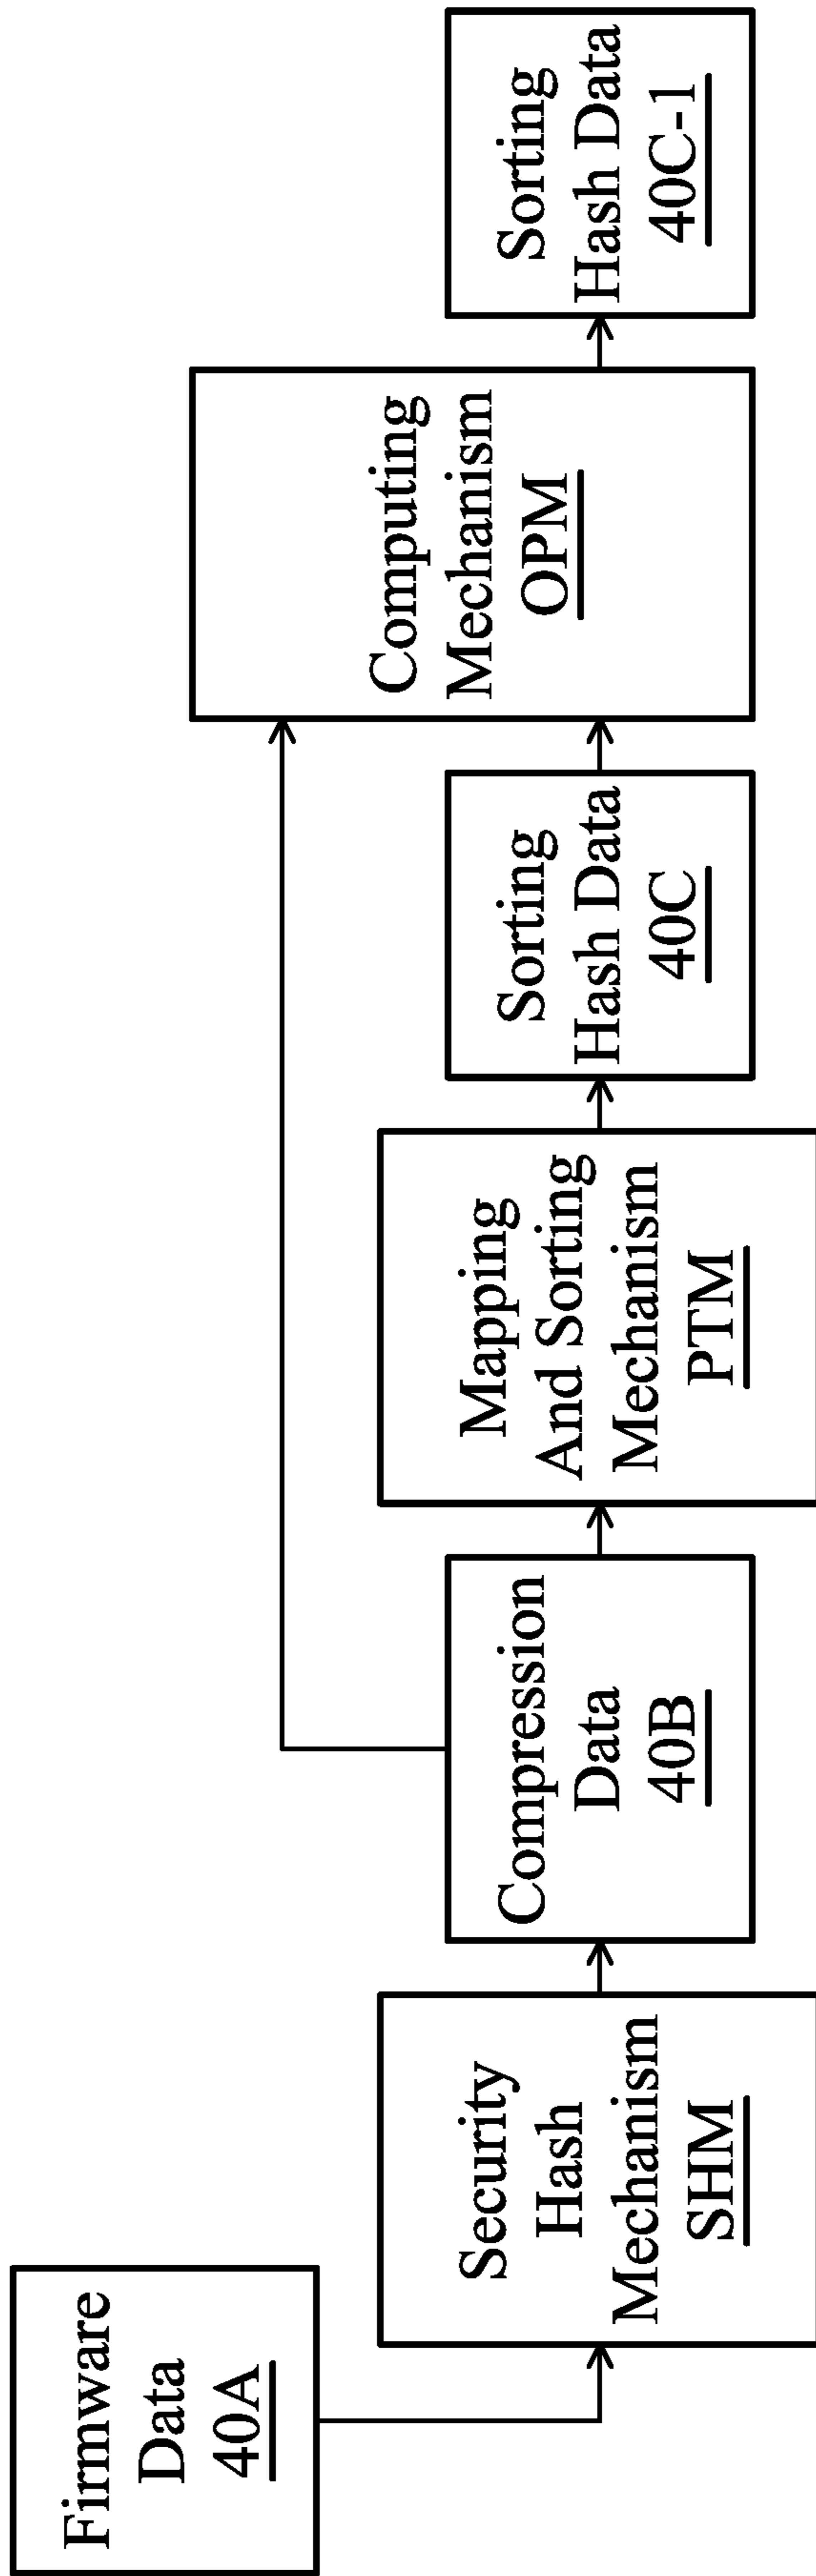 Firmware
Data
40A
Security
Hash
Mechanism
SHM
Compression
Data
40B
Mapping
And Sorting
Mechanism
PTM
Sorting
Hash Data
40C
Computing
Mechanism
OPM
Sorting
Hash Data
40C-1